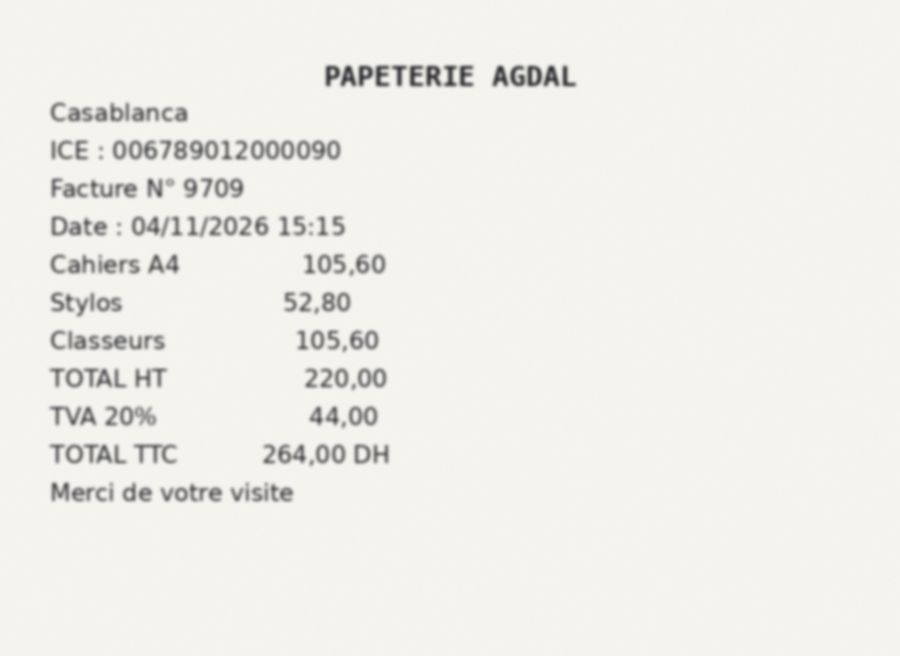 PAPETERIE AGDAL
Casablanca
ICE : 006789012000090
Facture N° 9709
Date : 04/11/2026 15:15
Cahiers A4 105,60
Stylos 52,80
Classeurs 105,60
TOTAL HT 220,00
TVA 20% 44,00
TOTAL TTC 264,00 DH
Merci de votre visite